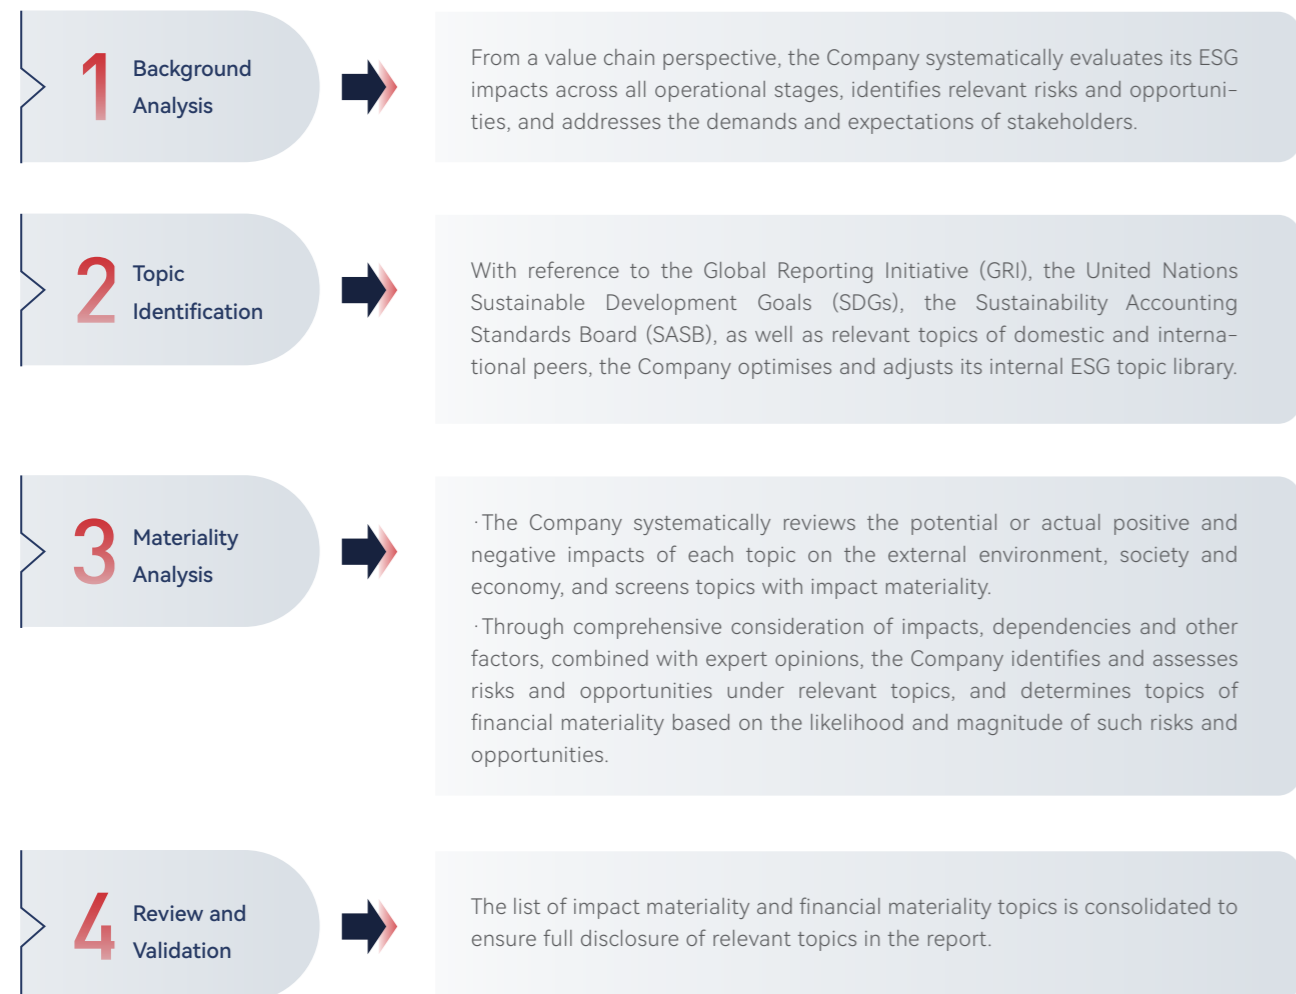 1
Background
Analysis
From a value chain perspective, the Company systematically evaluates its ESG
impacts across all operational stages, identifies relevant risks and opportuni-
ties, and addresses the demands and expectations of stakeholders.
2
Topic
Identification
With reference to the Global Reporting Initiative (GRI), the United Nations
Sustainable Development Goals (SDGs), the Sustainability Accounting
Standards Board (SASB), as well as relevant topics of domestic and interna-
tional peers, the Company optimises and adjusts its internal ESG topic library.
3
Materiality
Analysis
·The Company systematically reviews the potential or actual positive and
negative impacts of each topic on the external environment, society and
economy, and screens topics with impact materiality.
·Through comprehensive consideration of impacts, dependencies and other
factors, combined with expert opinions, the Company identifies and assesses
risks and opportunities under relevant topics, and determines topics of
financial materiality based on the likelihood and magnitude of such risks and
opportunities.
4
Review and
Validation
The list of impact materiality and financial materiality topics is consolidated to
ensure full disclosure of relevant topics in the report.